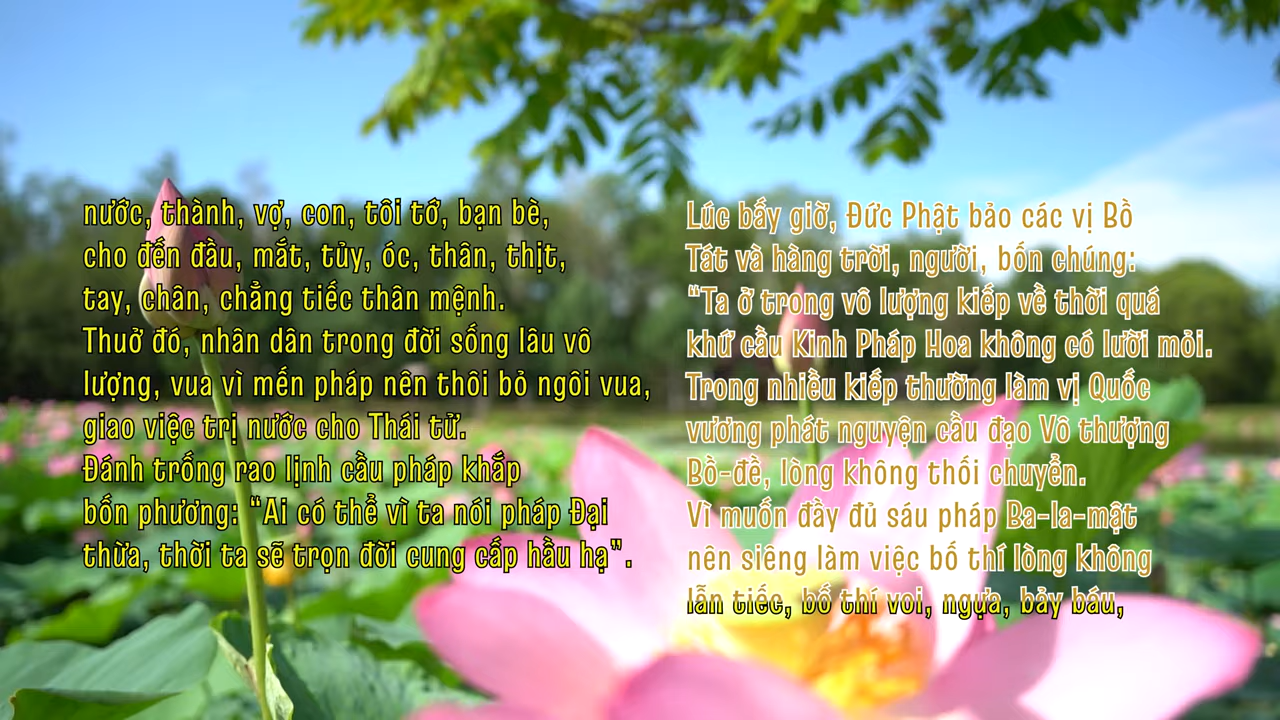 nước, thành, vợ, con, tôi tớ, bạn bè,
cho đến đầu, mắt, tủy, óc, thân, thịt,
tay, chân, chẳng tiếc thân mệnh.
Thuở đó, nhân dân trong đời sống lâu vô
lượng, vua vì mến pháp nên thôi bỏ ngôi vua,
giao việc trị nước cho Thái tử.
Đánh trống rao lịnh cầu pháp khắp
bốn phương: “Ai có thể vì ta nói pháp Đại
thừa, thời ta sẽ trọn đời cung cấp hầu hạ”.
Lúc bấy giờ, Đức Phật bảo các vị Bồ
Tát và hàng trời, người, bốn chúng:
“Ta ở trong vô lượng kiếp về thời quá
khứ cầu Kinh Pháp Hoa không có lười mỏi.
Trong nhiều kiếp thường làm vị Quốc
vương phát nguyện cầu đạo Vô thượng
Bồ-đề, lòng không thối chuyển.
Vì muốn đầy đủ sáu pháp Ba-la-mật
nên siêng làm việc bố thí lòng không
lẫn tiếc, bố thí voi, ngựa, bảy báu,